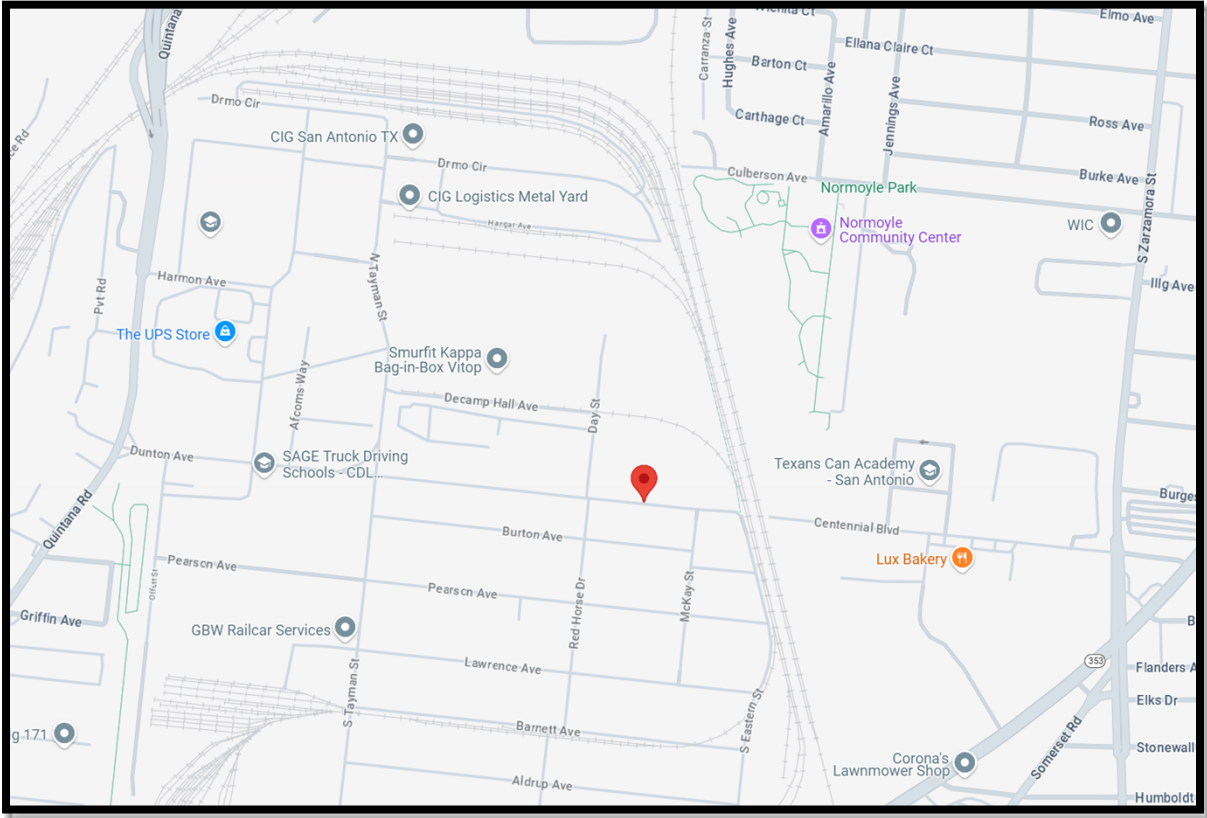 Quintana
Carranza St
Hughes Ave
Elmo Ave
Ellana Claire Ct
Barton Ct
Amarillo Ave
Jennings Ave
Drmo Cir
Carthage Ct
Ross Ave
CIG San Antonio TX
Drmo Cir
Culberson Ave
Burke Ave
CIG Logistics Metal Yard
Normoyle Park
S Zarzamora St
Normoyle
Community Center
WIC
Harmon Ave
N Tayman St
Pvt Rd
Illg Ave
The UPS Store
Smurfit Kappa
Bag-in-Box Vitop
Afcoms Way
Decamp Hall Ave
Day St
Dunton Ave
SAGE Truck Driving
Schools - CDL...
Texans Can Academy
- San Antonio
Burges
Quintana Rd
Centennial Blvd
Burton Ave
Lux Bakery
Pearson Ave
Offutt St
Pearson Ave
Red Horse Dr
McKay St
Griffin Ave
GBW Railcar Services
Lawrence Ave
353
Flanders A
S Tayman St
S Eastern St
Elks Dr
Barnett Ave
g 171
Somerset Rd
Stonewall
Corona's
Lawnmower Shop
Aldrup Ave
Humboldt